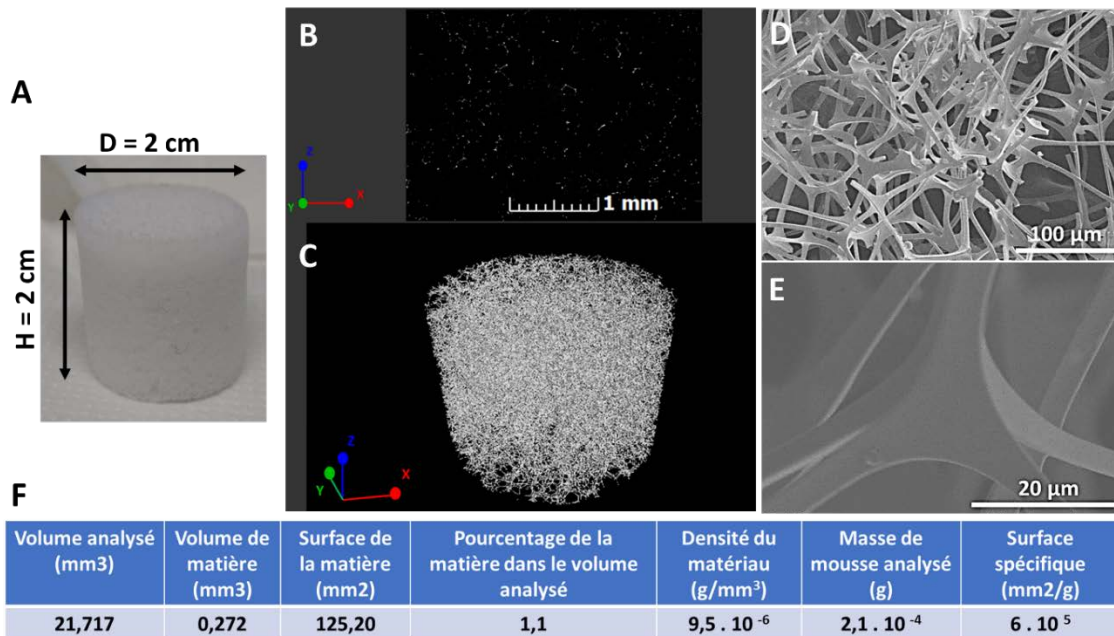 A
D = 2 cm
H = 2 cm
B
Z
Y
X
1 mm
C
Z
Y
X
D
100 µm
E
20 µm
F
Volume analysé
(mm3)
Volume de
matière
(mm3)
Surface de
la matière
(mm2)
Pourcentage de la
matière dans le volume
analysé
Densité du
matériau
(g/mm³)
Masse de
mousse analysé
(g)
Surface
spécifique
(mm2/g)
21,717
0,272
125,20
1,1
9,5 . 10 ⁻⁶
2,1 . 10 ⁻⁴
6 . 10 ⁵